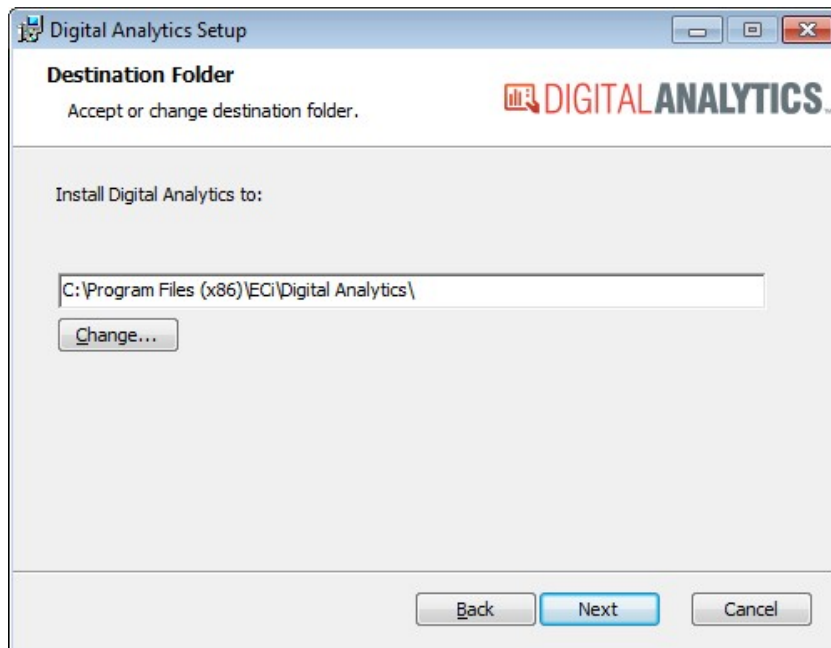 Digital Analytics Setup
Destination Folder
Accept or change destination folder.
DIGITALANALYTICS
Install Digital Analytics to:
C:\Program Files (x86)\ECi\Digital Analytics\
Change...
Back
Next
Cancel